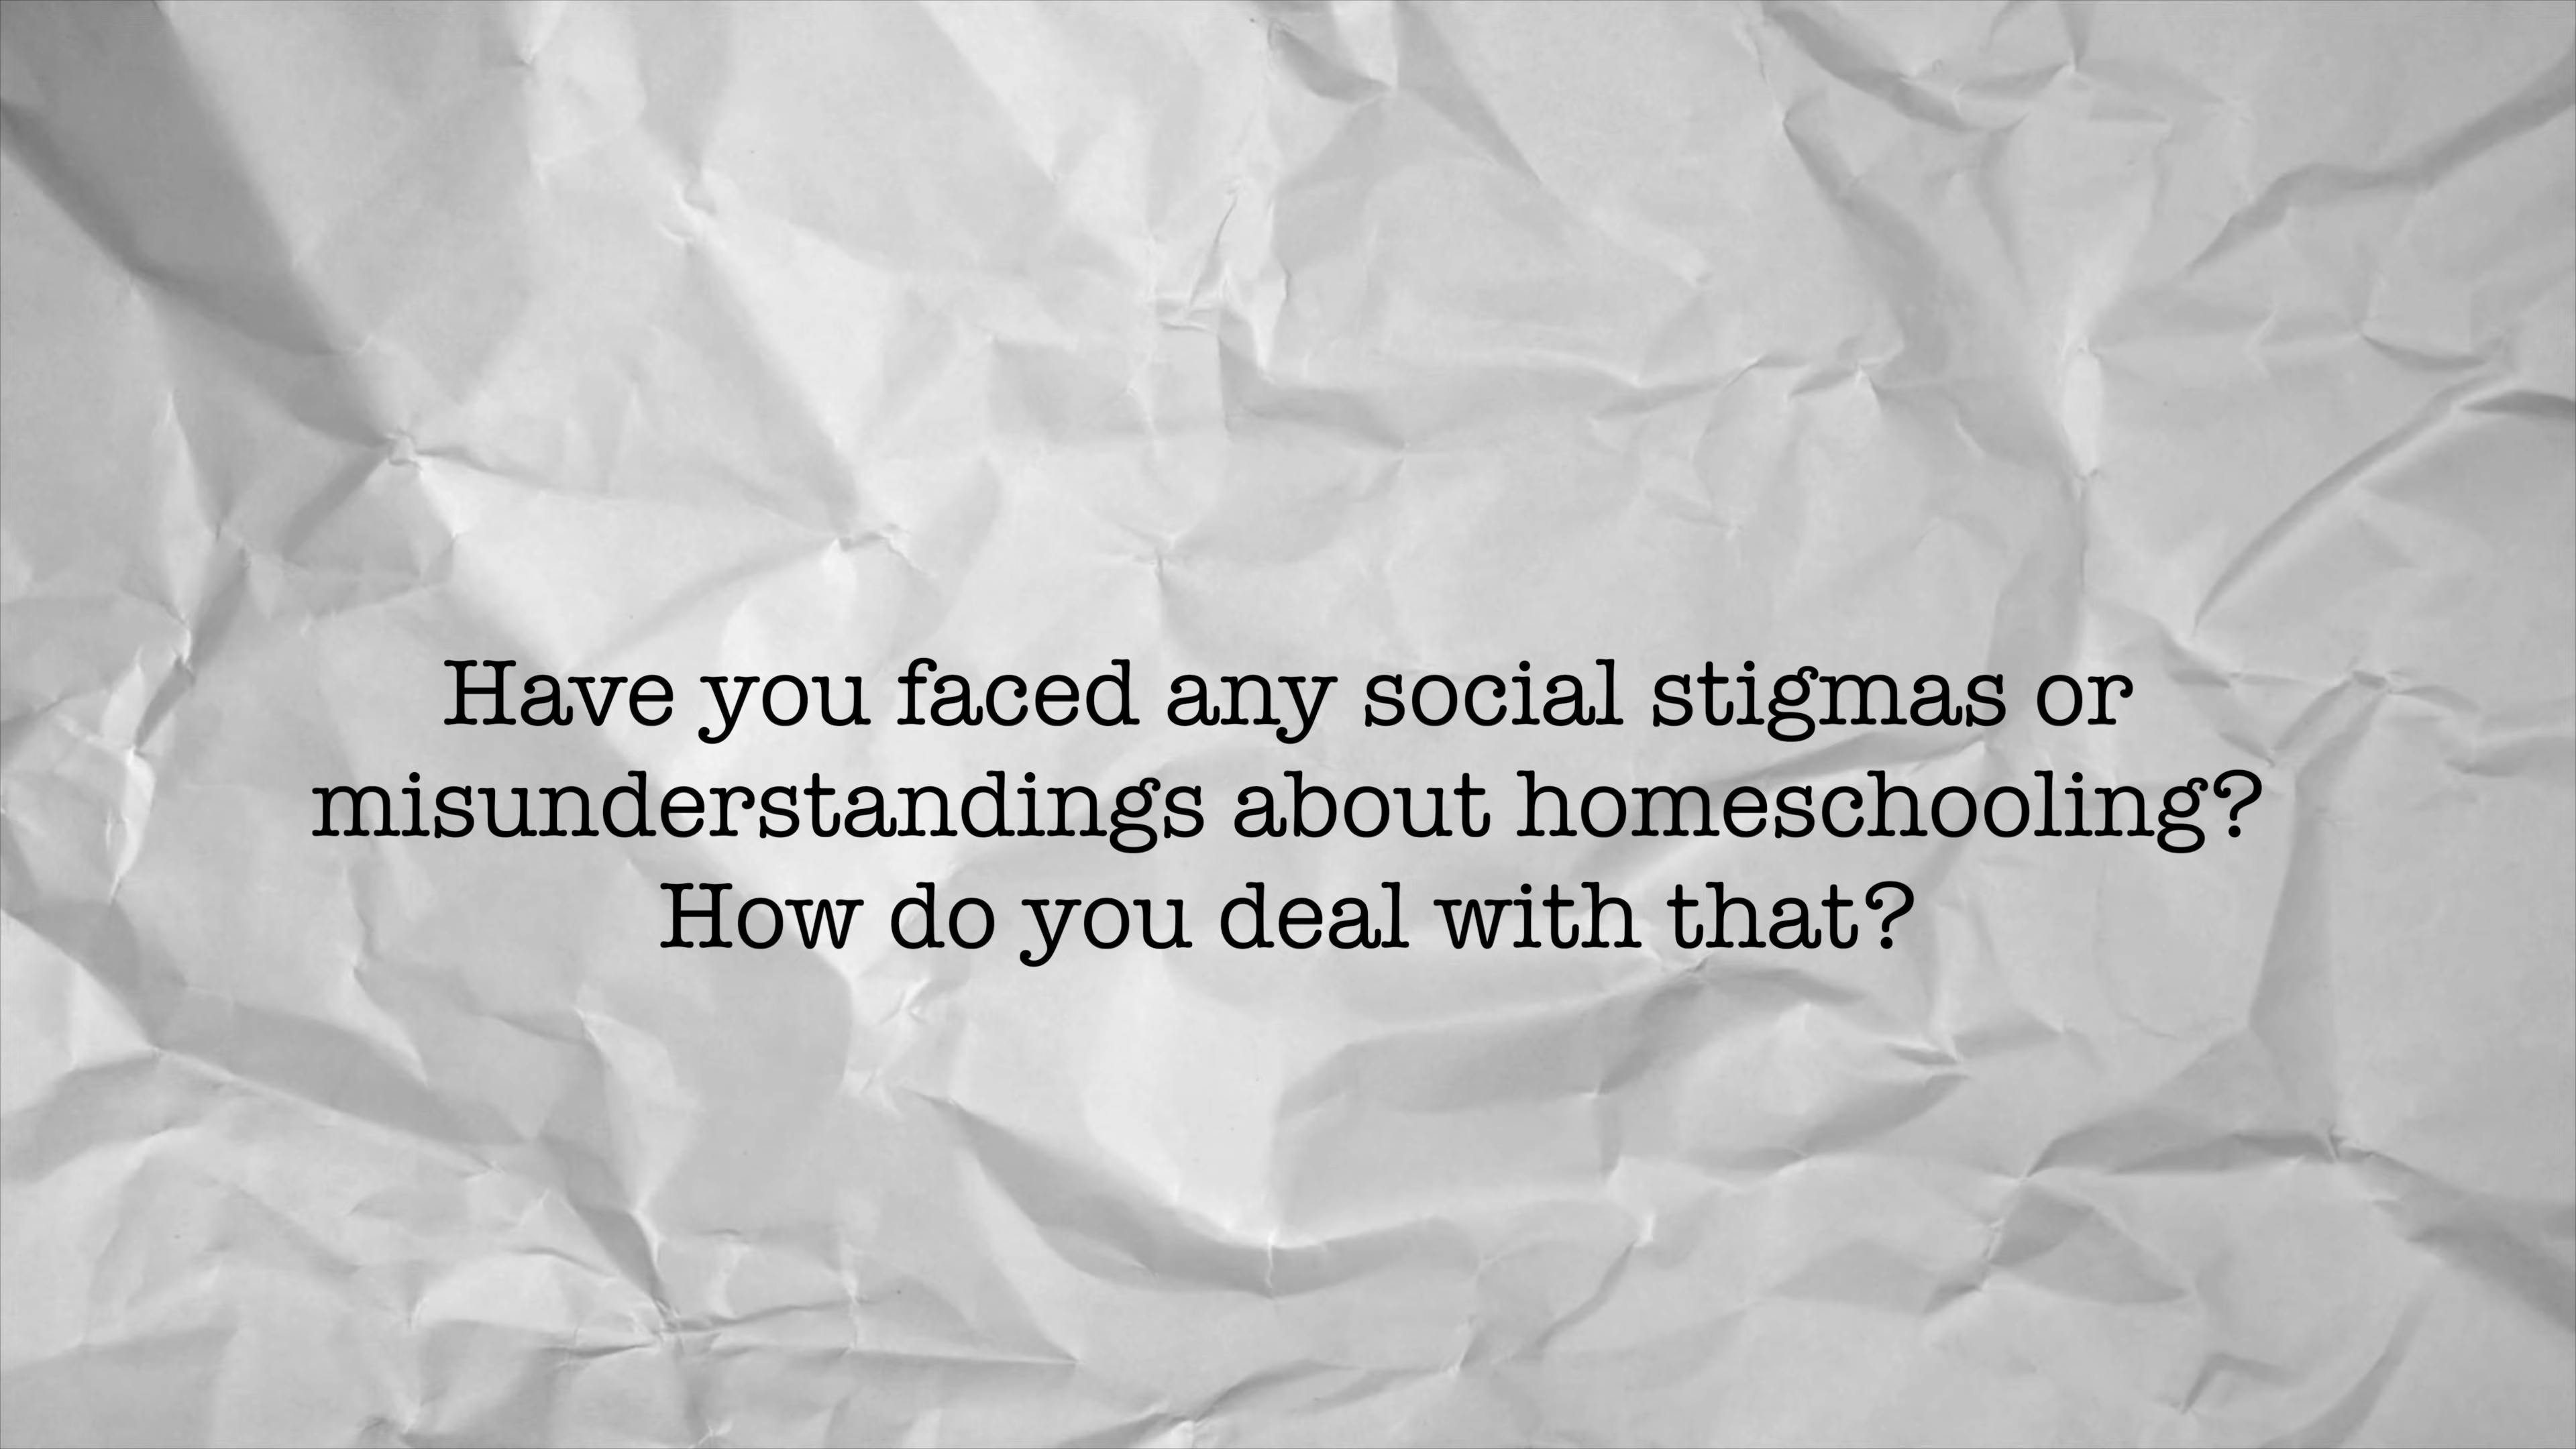 Have you faced any social stigmas or
misunderstandings about homeschooling?
How do you deal with that?